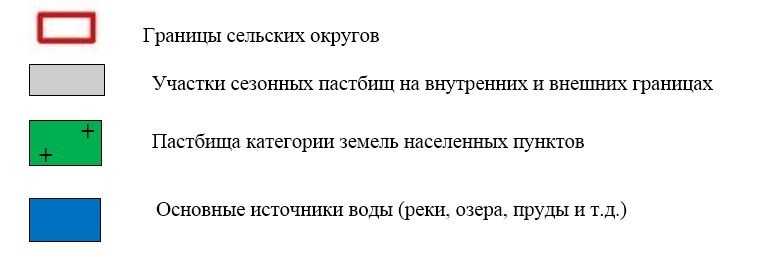 Границы сельских округов
Участки сезонных пастбищ на внутренних и внешних границах
Пастбища категории земель населенных пунктов
Основные источники воды (реки, озера, пруды и т.д.)